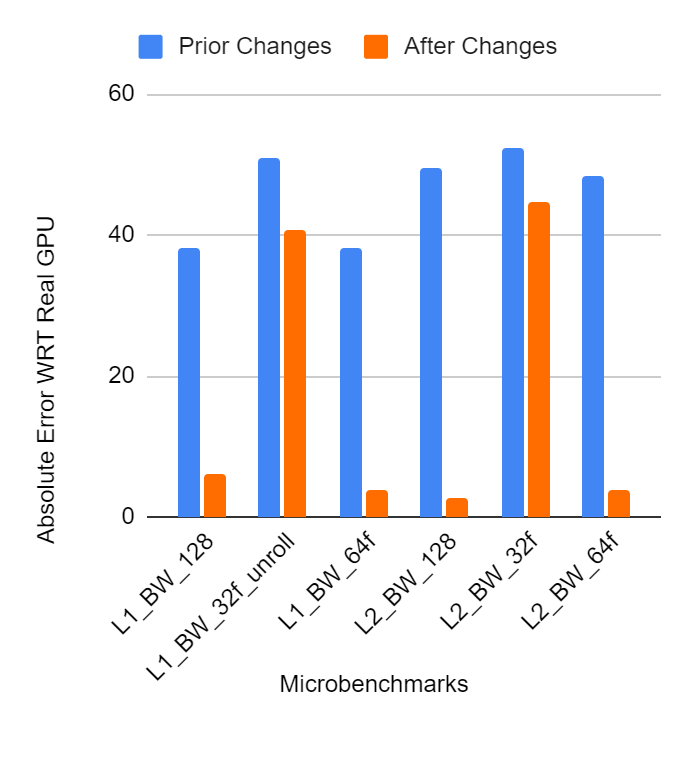 Prior Changes After Changes
60
40
20
0
Absolute Error WRT Real GPU
L1_BW_128
L1_BW_32f_unroll
L1_BW_64f
L2_BW_128
L2_BW_32f
L2_BW_64f
Microbenchmarks